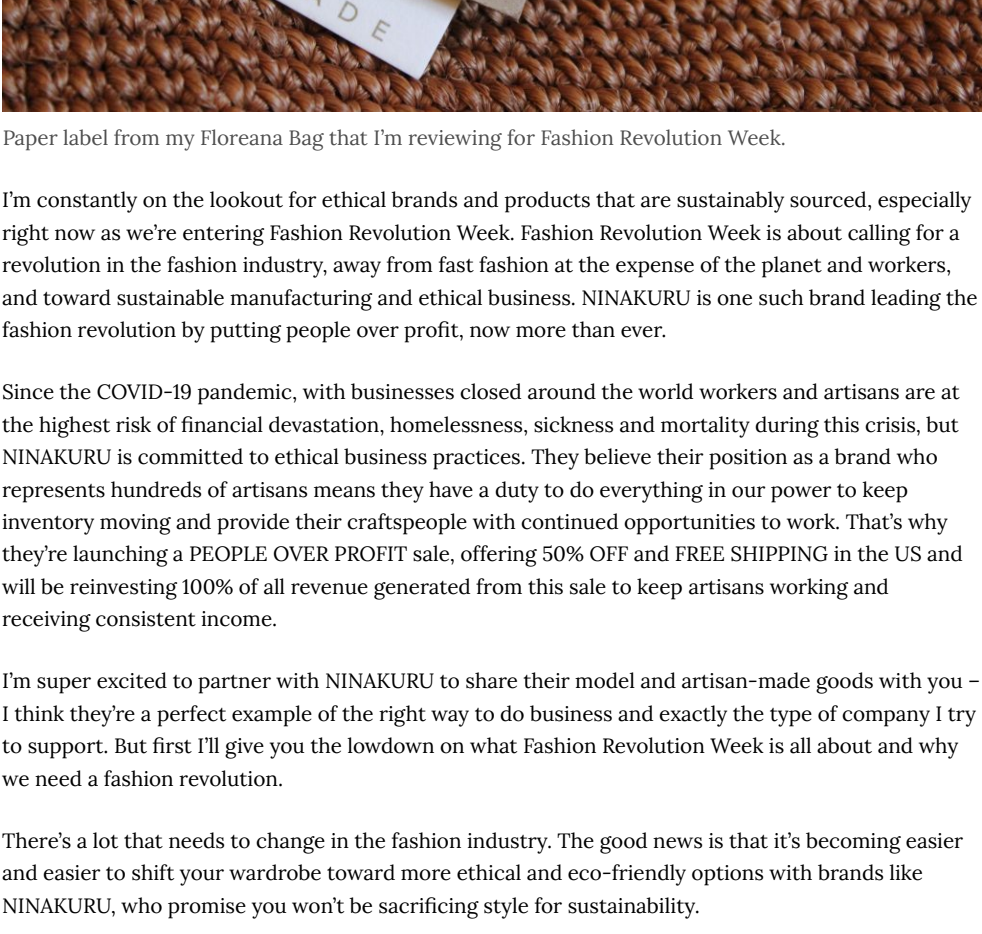 ADE
Paper label from my Floreana Bag that I’m reviewing for Fashion Revolution Week.
I’m constantly on the lookout for ethical brands and products that are sustainably sourced, especially
right now as we’re entering Fashion Revolution Week. Fashion Revolution Week is about calling for a
revolution in the fashion industry, away from fast fashion at the expense of the planet and workers,
and toward sustainable manufacturing and ethical business. NINAKURU is one such brand leading the
fashion revolution by putting people over profit, now more than ever.
Since the COVID-19 pandemic, with businesses closed around the world workers and artisans are at
the highest risk of financial devastation, homelessness, sickness and mortality during this crisis, but
NINAKURU is committed to ethical business practices. They believe their position as a brand who
represents hundreds of artisans means they have a duty to do everything in our power to keep
inventory moving and provide their craftspeople with continued opportunities to work. That’s why
they’re launching a PEOPLE OVER PROFIT sale, offering 50% OFF and FREE SHIPPING in the US and
will be reinvesting 100% of all revenue generated from this sale to keep artisans working and
receiving consistent income.
I’m super excited to partner with NINAKURU to share their model and artisan-made goods with you –
I think they’re a perfect example of the right way to do business and exactly the type of company I try
to support. But first I’ll give you the lowdown on what Fashion Revolution Week is all about and why
we need a fashion revolution.
There’s a lot that needs to change in the fashion industry. The good news is that it’s becoming easier
and easier to shift your wardrobe toward more ethical and eco-friendly options with brands like
NINAKURU, who promise you won’t be sacrificing style for sustainability.